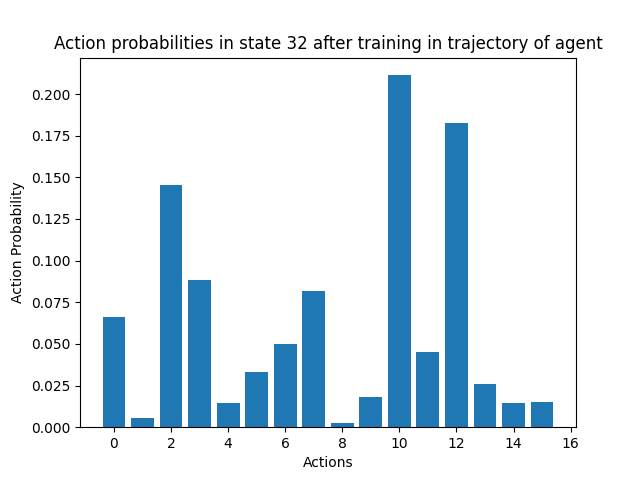 Action probabilities in state 32 after training in trajectory of agent
0.200
0.175
0.150
0.125
0.100
0.075
0.050
0.025
0.000
Action Probability
0 2 4 6 8 10 12 14 16
Actions